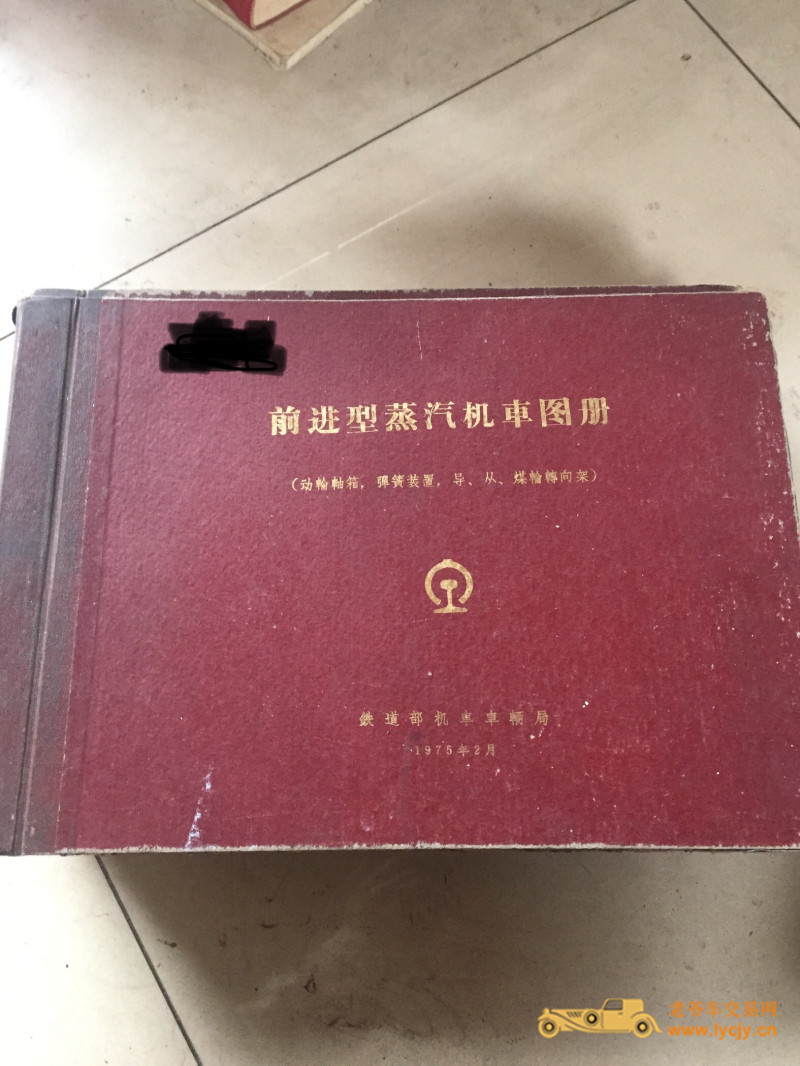 前进型蒸汽机車图册
（动輪軸箱，彈簧装置，导、从、煤輪轉向架）
鉄道部机車車輛局
1975年2月
老爷车交易网
www.lycjy.cn